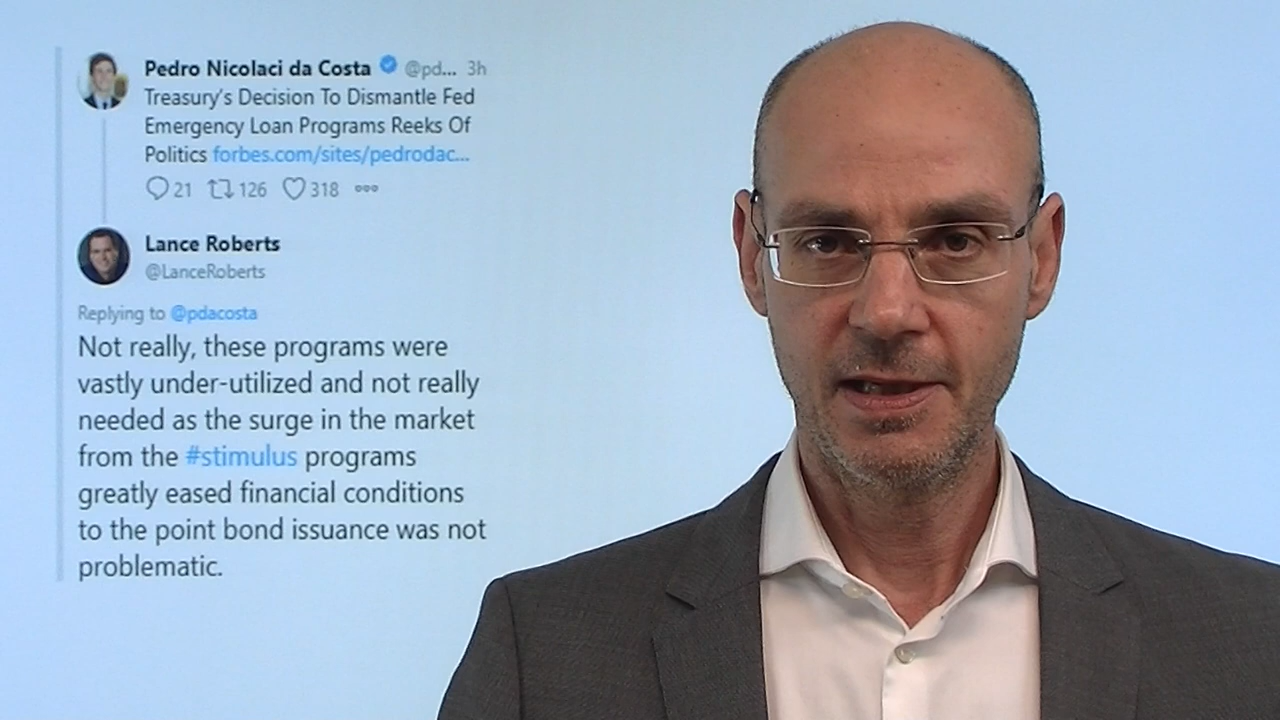 Pedro Nicolaci da Costa @pd... 3h
Treasury's Decision To Dismantle Fed
Emergency Loan Programs Reeks Of
Politics forbes.com/sites/pedrodac...
21 126 318
Lance Roberts
@LanceRoberts
Replying to @pdacosta
Not really, these programs were
vastly under-utilized and not really
needed as the surge in the market
from the #stimulus programs
greatly eased financial conditions
to the point bond issuance was not
problematic.